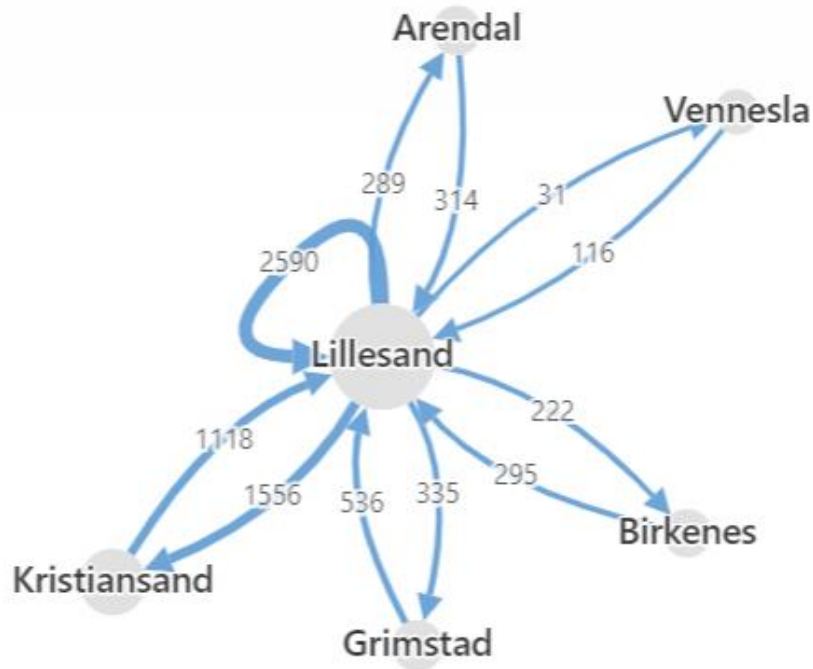 Arendal
Vennesla
289
314
31
116
2590
Lillesand
222
1118
295
1556
536
335
Birkenes
Kristiansand
Grimstad